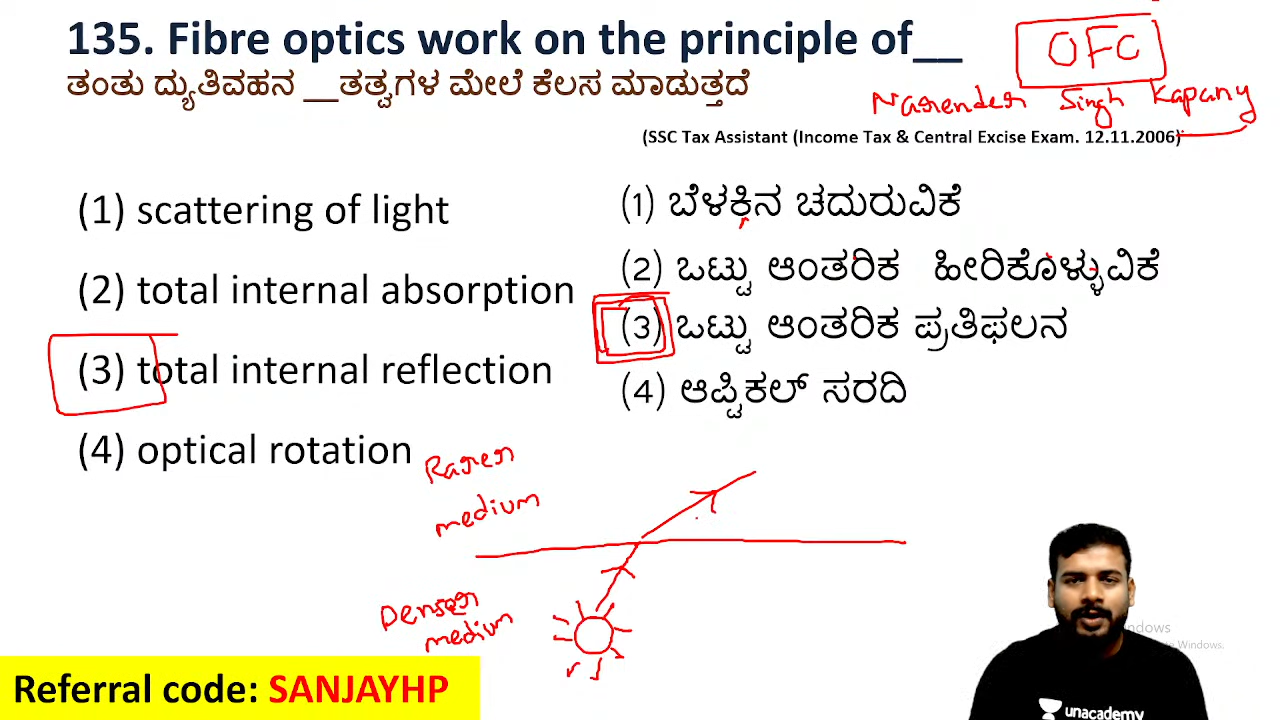 135. Fibre optics work on the principle of__
OFC
ತಂತು ದ್ಯುತಿವಹನ __ತತ್ವಗಳ ಮೇಲೆ ಕೆಲಸ ಮಾಡುತ್ತದೆ
Narender Singh Kapany
(SSC Tax Assistant (Income Tax & Central Excise Exam. 12.11.2006)
(1) scattering of light
(2) total internal absorption
(3) total internal reflection
(4) optical rotation
(1) ಬೆಳಕಿನ ಚದುರುವಿಕೆ
(2) ಒಟ್ಟು ಆಂತರಿಕ ಹೀರಿಕೊಳ್ಳುವಿಕೆ
(3) ಒಟ್ಟು ಆಂತರಿಕ ಪ್ರತಿಫಲನ
(4) ಆಪ್ಟಿಕಲ್ ಸರದಿ
Rarer
medium
Denser
medium
Referral code: SANJAYHP
unacademy